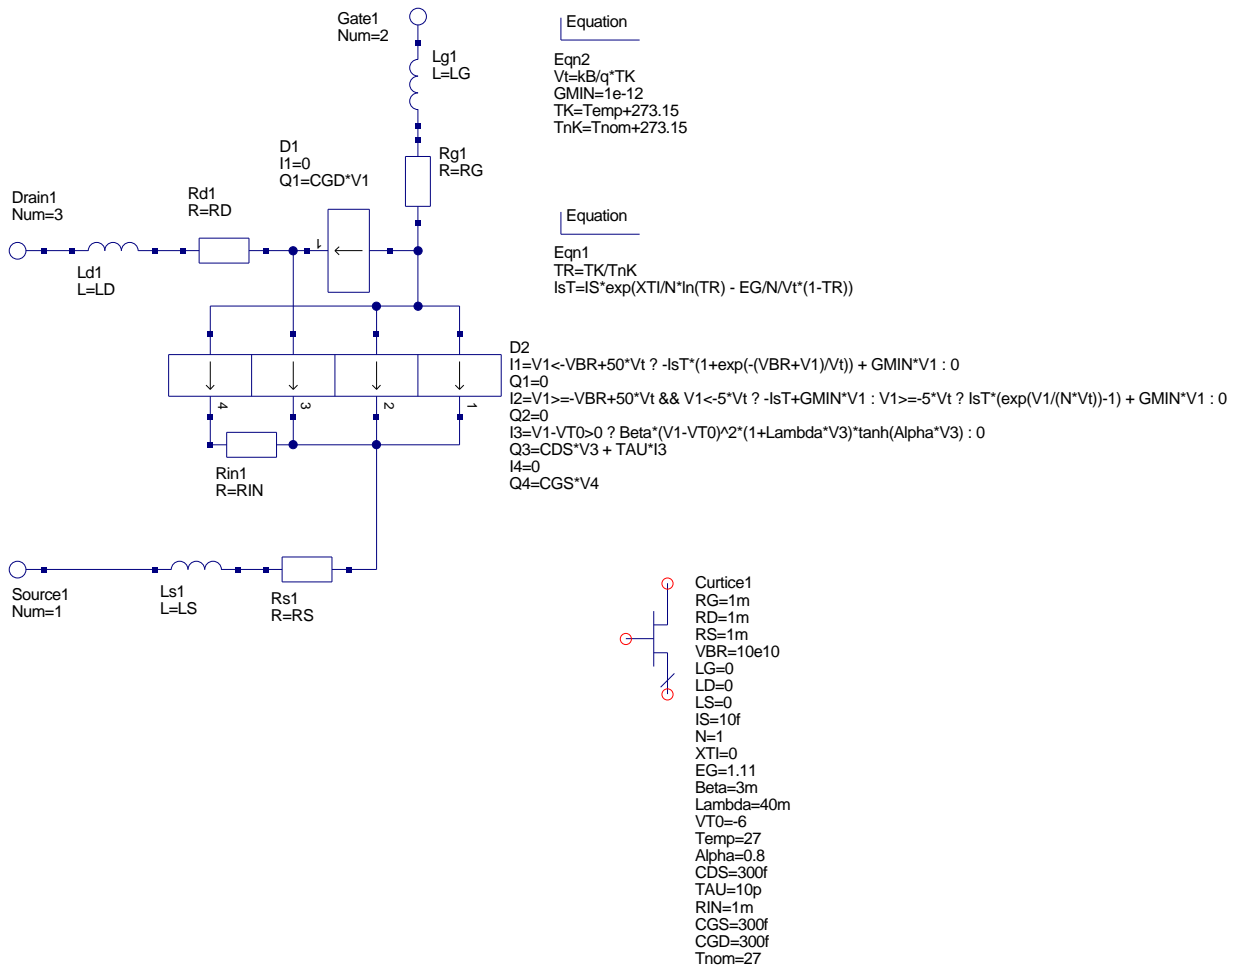 Gate1
Num=2
Lg1
L=LG
Equation
Eqn2
Vt=kB/q*TK
GMIN=1e-12
TK=Temp+273.15
TnK=Tnom+273.15
D1
I1=0
Q1=CGD*V1
Rg1
R=RG
Drain1
Num=3
Rd1
R=RD
1
Ld1
L=LD
Equation
Eqn1
TR=TK/TnK
IsT=IS*exp(XTI/N*ln(TR) - EG/N/Vt*(1-TR))
4
3
2
1
D2
I1=V1<-VBR+50*Vt ? -IsT*(1+exp(-(VBR+V1)/Vt)) + GMIN*V1 : 0
Q1=0
I2=V1>=-VBR+50*Vt && V1<-5*Vt ? -IsT+GMIN*V1 : V1>=-5*Vt ? IsT*(exp(V1/(N*Vt))-1) + GMIN*V1 : 0
Q2=0
I3=V1-VT0>0 ? Beta*(V1-VT0)^2*(1+Lambda*V3)*tanh(Alpha*V3) : 0
Q3=CDS*V3 + TAU*I3
I4=0
Q4=CGS*V4
Rin1
R=RIN
Source1
Num=1
Ls1
L=LS
Rs1
R=RS
Curtice1
RG=1m
RD=1m
RS=1m
VBR=10e10
LG=0
LD=0
LS=0
IS=10f
N=1
XTI=0
EG=1.11
Beta=3m
Lambda=40m
VT0=-6
Temp=27
Alpha=0.8
CDS=300f
TAU=10p
RIN=1m
CGS=300f
CGD=300f
Tnom=27